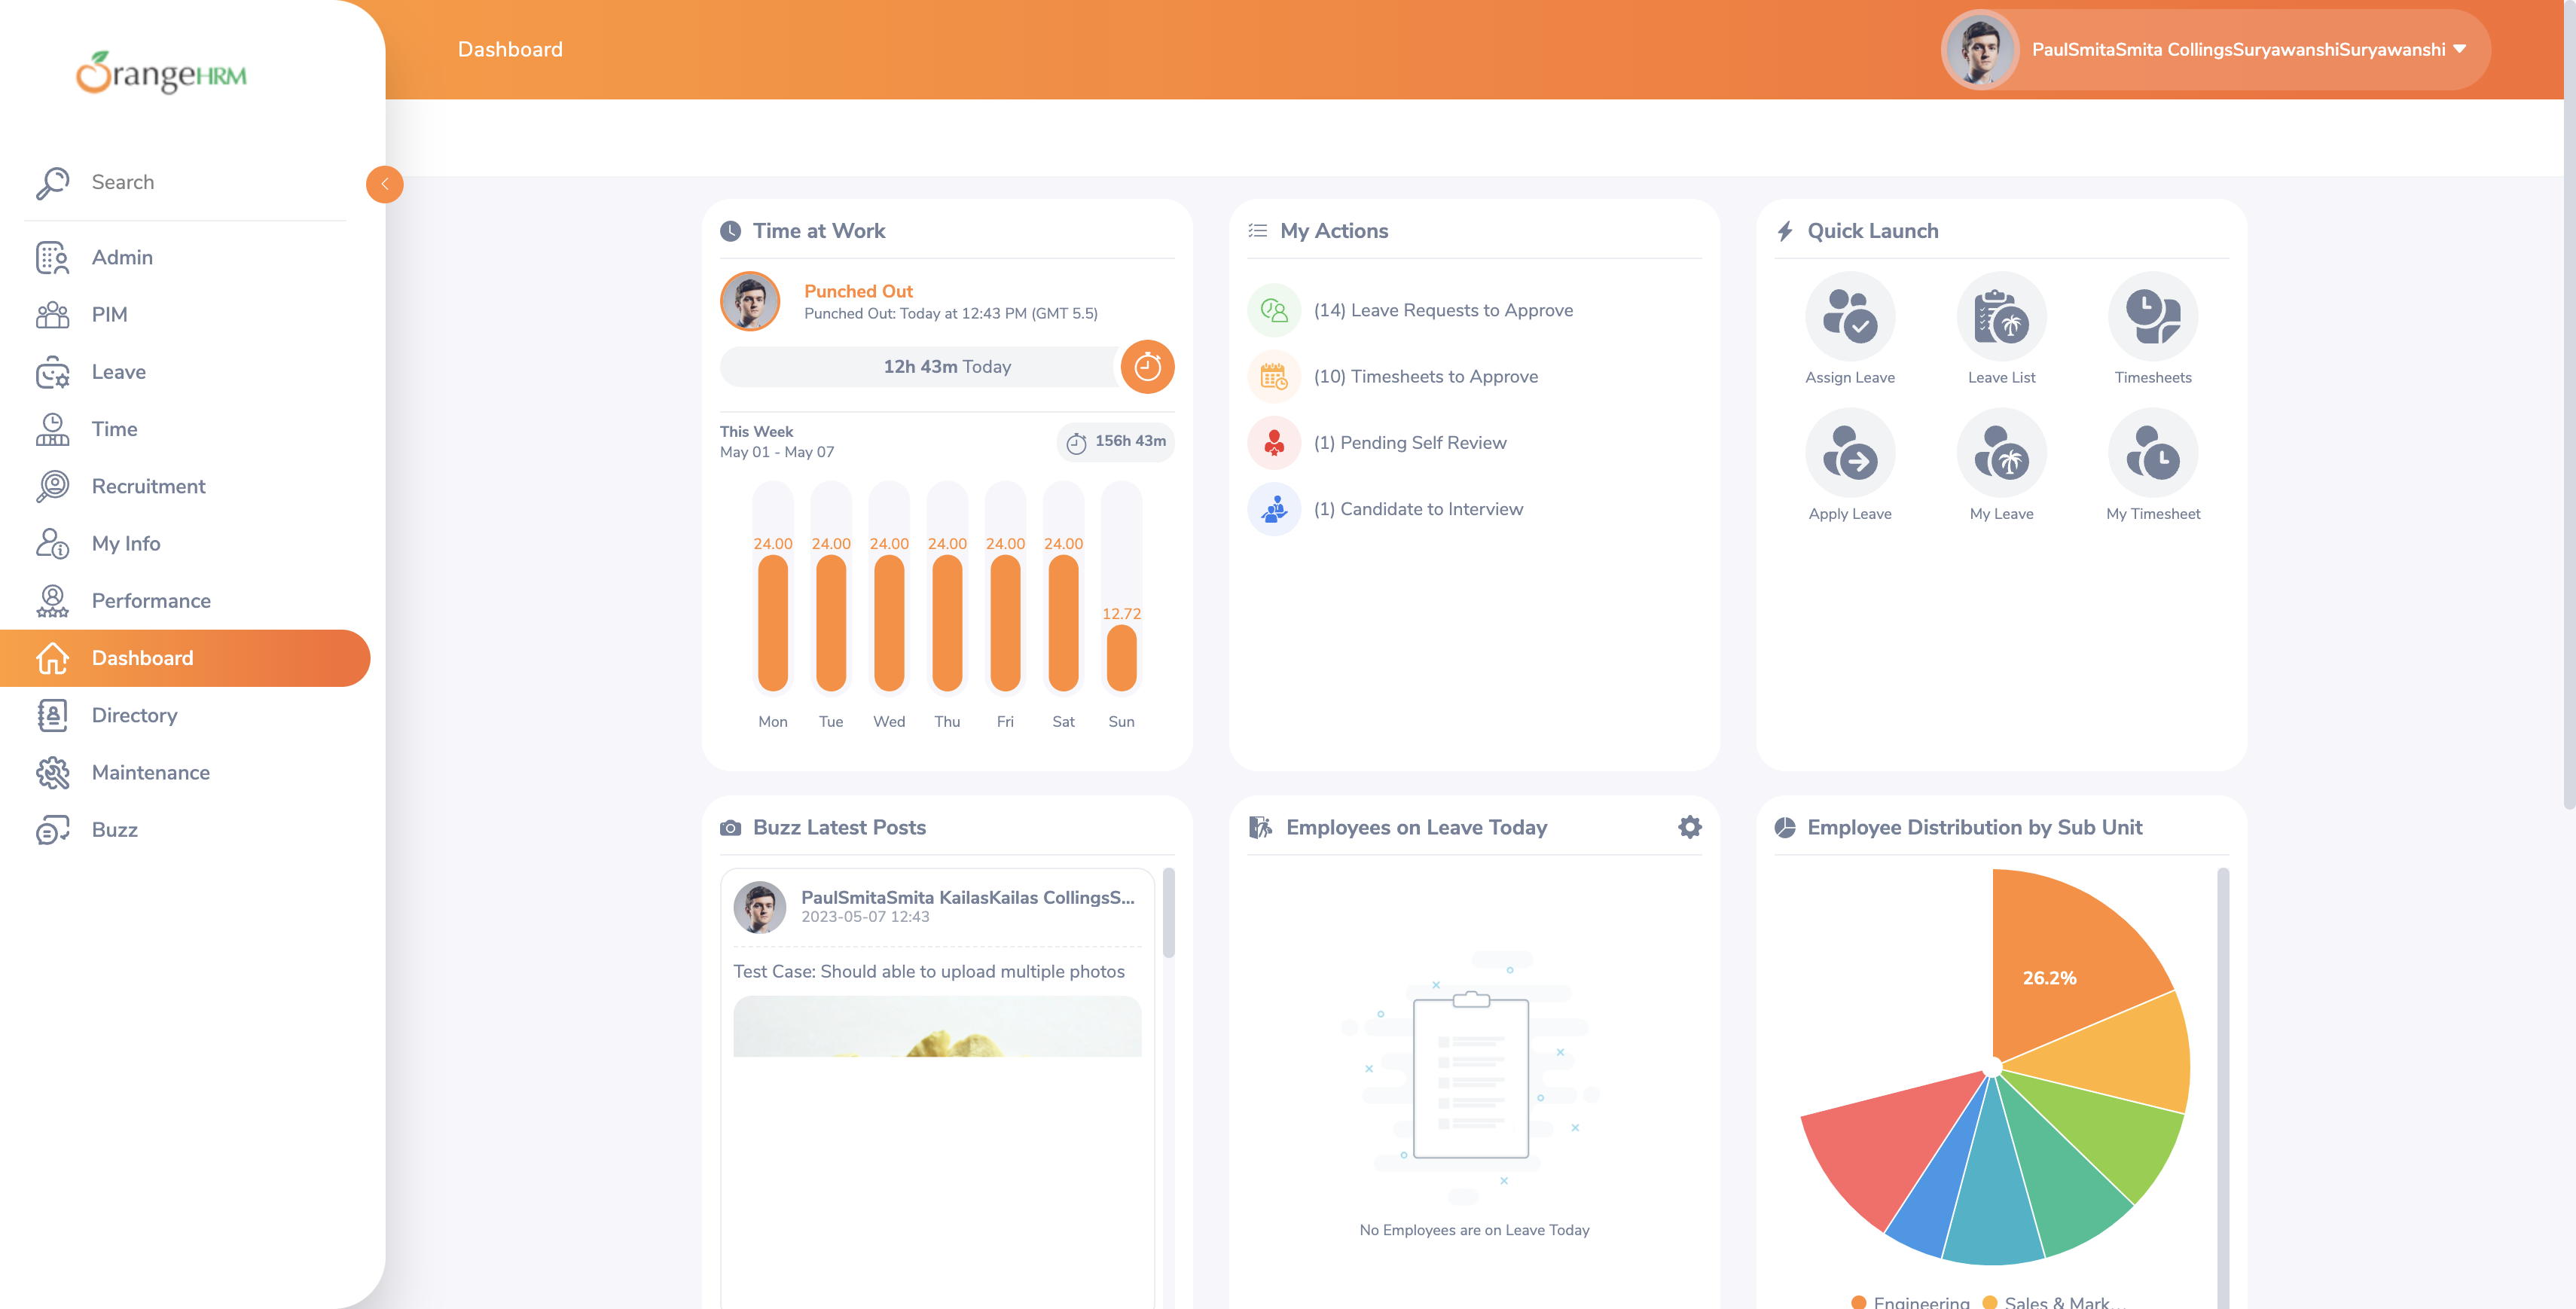 OrangeHRM
Search
Admin
PIM
Leave
Time
Recruitment
My Info
Performance
Dashboard
Directory
Maintenance
Buzz
Dashboard
PaulSmitaSmita CollingsSuryawanshiSuryawanshi
Time at Work
Punched Out
Punched Out: Today at 12:43 PM (GMT 5.5)
12h 43m Today
This Week
May 01 - May 07
156h 43m
24.00 24.00 24.00 24.00 24.00 24.00 12.72
Mon Tue Wed Thu Fri Sat Sun
My Actions
(14) Leave Requests to Approve
(10) Timesheets to Approve
(1) Pending Self Review
(1) Candidate to Interview
Quick Launch
Assign Leave Leave List Timesheets
Apply Leave My Leave My Timesheet
Buzz Latest Posts
PaulSmitaSmita KailasKailas CollingsS...
2023-05-07 12:43
Test Case: Should able to upload multiple photos
Employees on Leave Today
No Employees are on Leave Today
Employee Distribution by Sub Unit
26.2%
Engineering Sales & Mark...